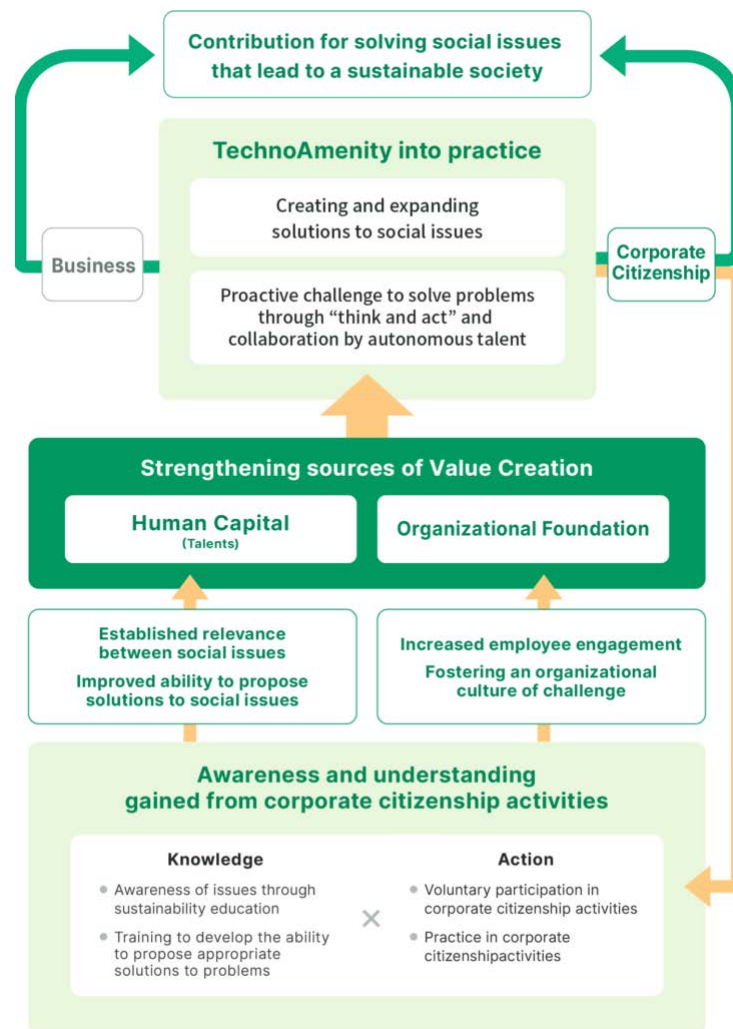 Contribution for solving social issues
that lead to a sustainable society
TechnoAmenity into practice
Creating and expanding
solutions to social issues
Business
Corporate
Citizenship
Proactive challenge to solve problems
through “think and act” and
collaboration by autonomous talent
Strengthening sources of Value Creation
Human Capital
(Talents)
Organizational Foundation
Established relevance
between social issues
Improved ability to propose
solutions to social issues
Increased employee engagement
Fostering an organizational
culture of challenge
Awareness and understanding
gained from corporate citizenship activities
Knowledge
● Awareness of issues through
sustainability education
● Training to develop the ability
to propose appropriate
solutions to problems
×
Action
● Voluntary participation in
corporate citizenship activities
● Practice in corporate
citizenshipactivities